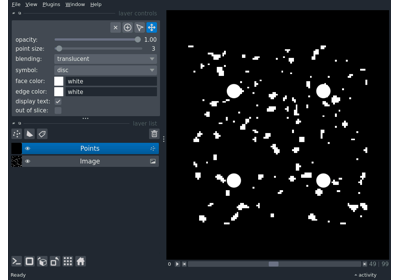 File View Plugins Window Help
layer controls
opacity: 1.00
point size: 3
blending: translucent
symbol: disc
face color: white
edge color: white
display text:
out of slice:
layer list
Points
Image
49 99
Ready
activity